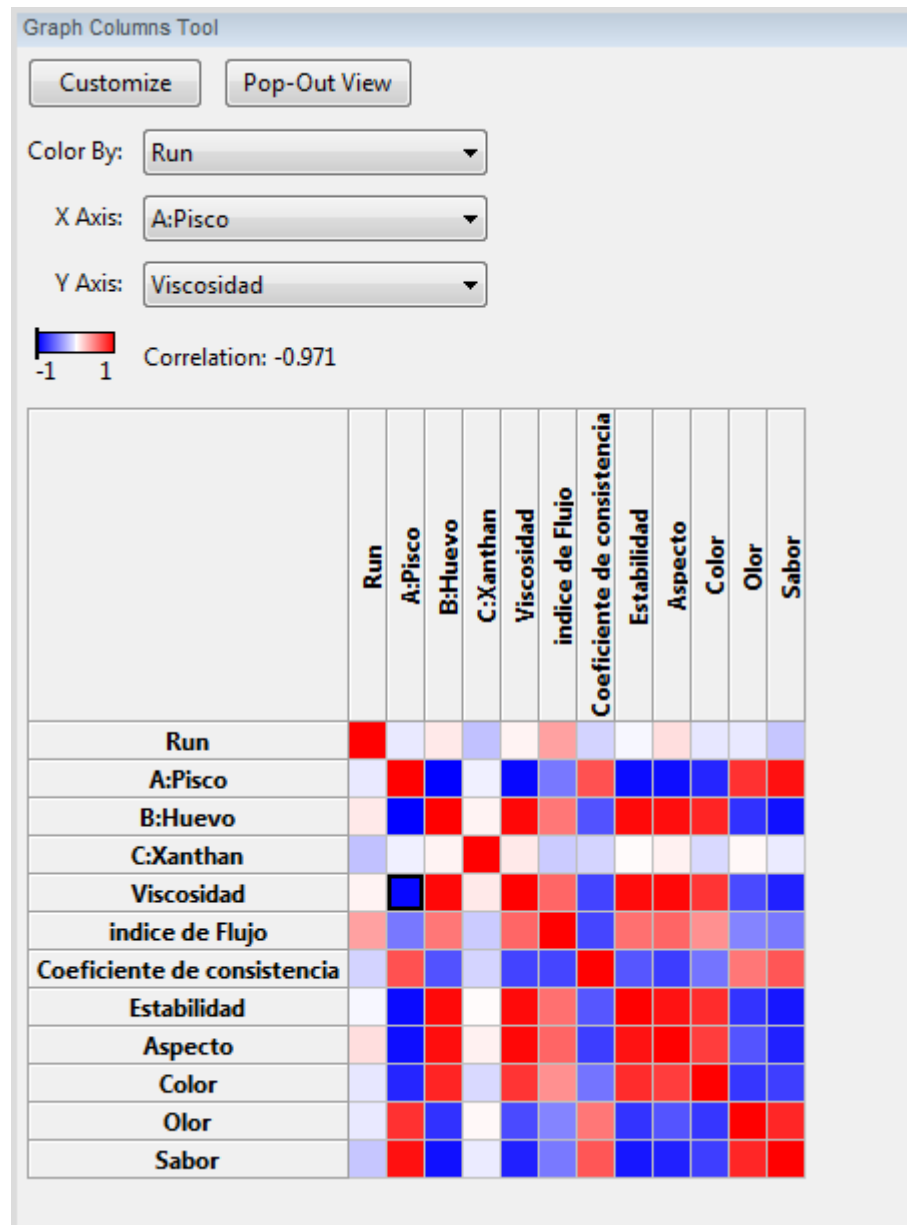 Graph Columns Tool
Customize Pop-Out View
Color By: Run
X Axis: A:Pisco
Y Axis: Viscosidad
-1 1 Correlation: -0.971
Run A:Pisco B:Huevo C:Xanthan Viscosidad indice de Flujo Coeficiente de consistencia Estabilidad Aspecto Color Olor Sabor
Run
A:Pisco
B:Huevo
C:Xanthan
Viscosidad
indice de Flujo
Coeficiente de consistencia
Estabilidad
Aspecto
Color
Olor
Sabor